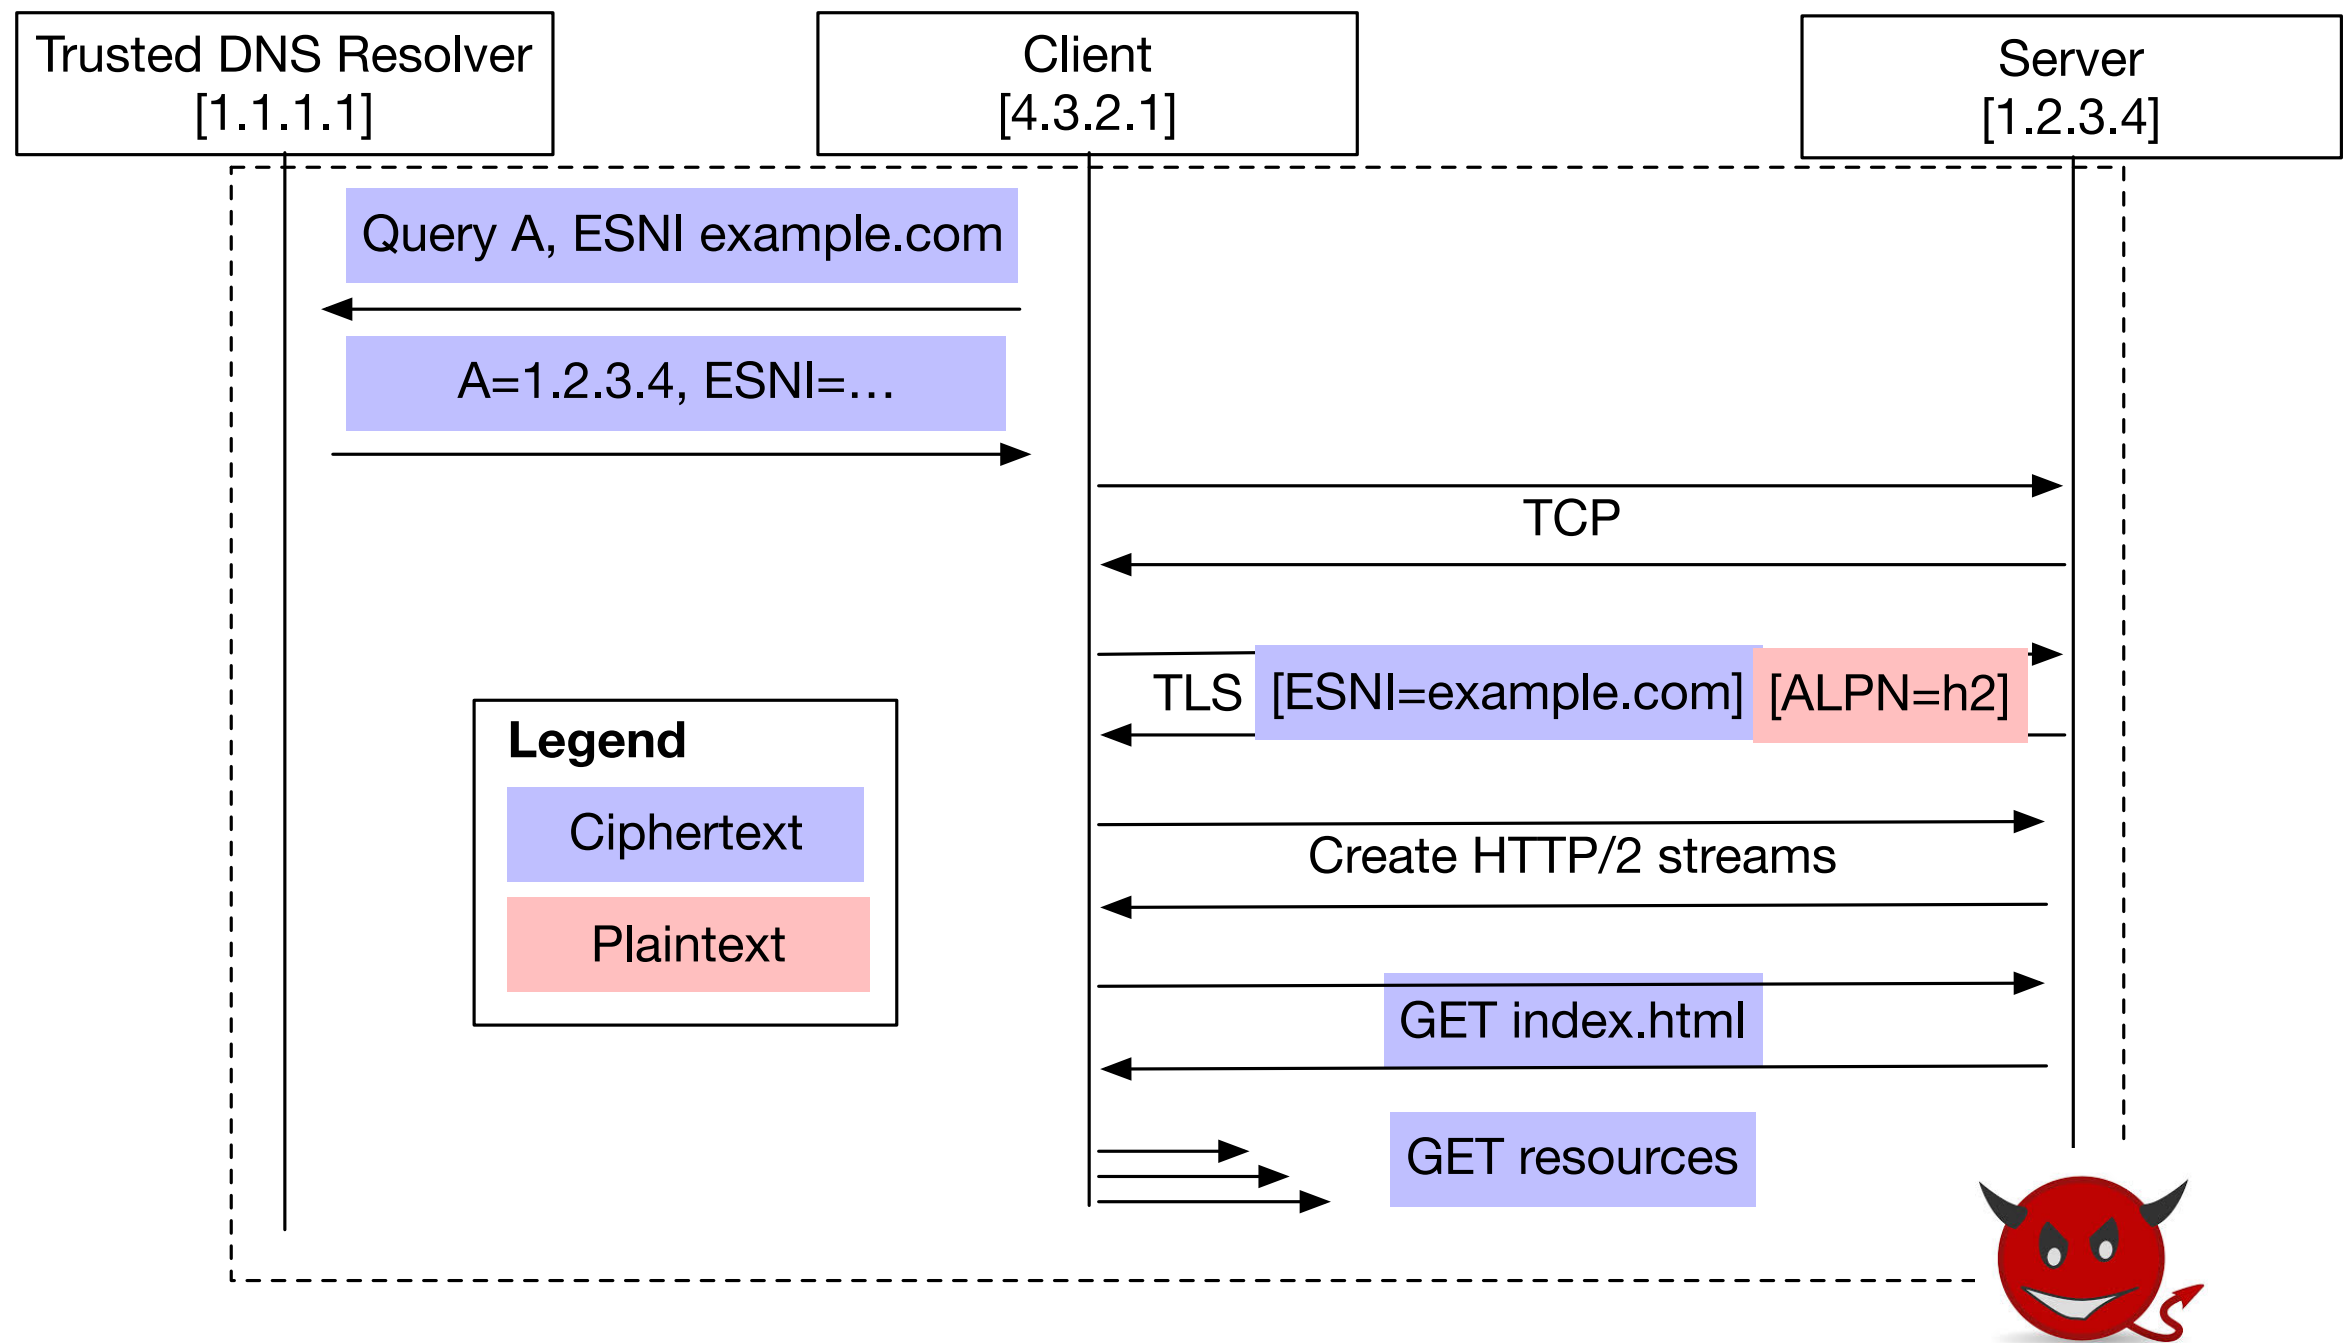 Trusted DNS Resolver
[1.1.1.1]
Client
[4.3.2.1]
Server
[1.2.3.4]
Query A, ESNI example.com
A=1.2.3.4, ESNI=…
TCP
TLS [ESNI=example.com] [ALPN=h2]
Legend
Ciphertext
Plaintext
Create HTTP/2 streams
GET index.html
GET resources